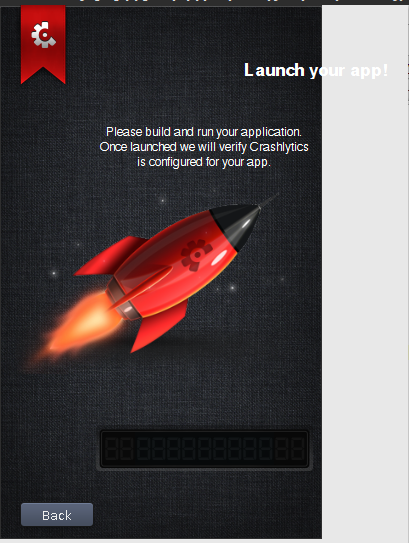 Launch your app!
Please build and run your application.
Once launched we will verify Crashlytics
is configured for your app.
Back